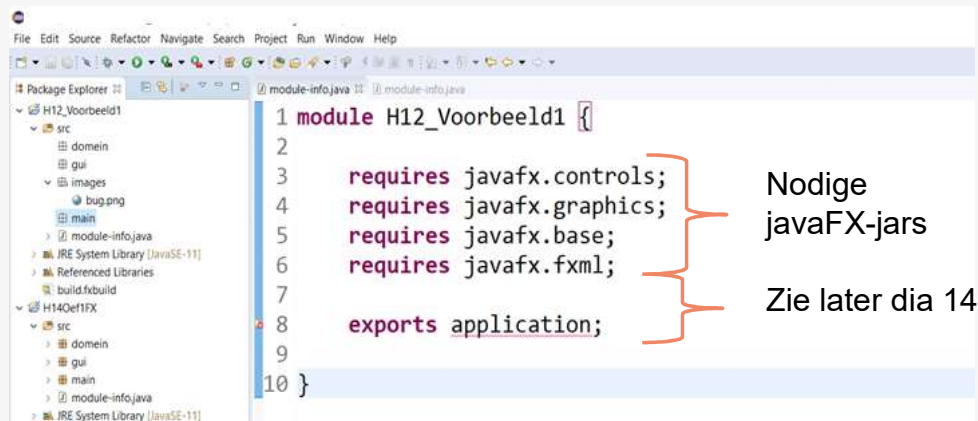 File Edit Source Refactor Navigate Search Project Run Window Help
Package Explorer
module-info.java
module-info.java
H12_Voorbeeld1
src
domein
gui
images
bug.png
main
module-info.java
JRE System Library [JavaSE-11]
Referenced Libraries
build.fxbuild
H14Oef1FX
src
domein
gui
main
module-info.java
JRE System Library [JavaSE-11]
1 module H12_Voorbeeld1 {
2
3 requires javafx.controls;
4 requires javafx.graphics;
5 requires javafx.base;
6 requires javafx.fxml;
7
8 exports application;
9
10 }
Nodige
javaFX-jars
Zie later dia 14